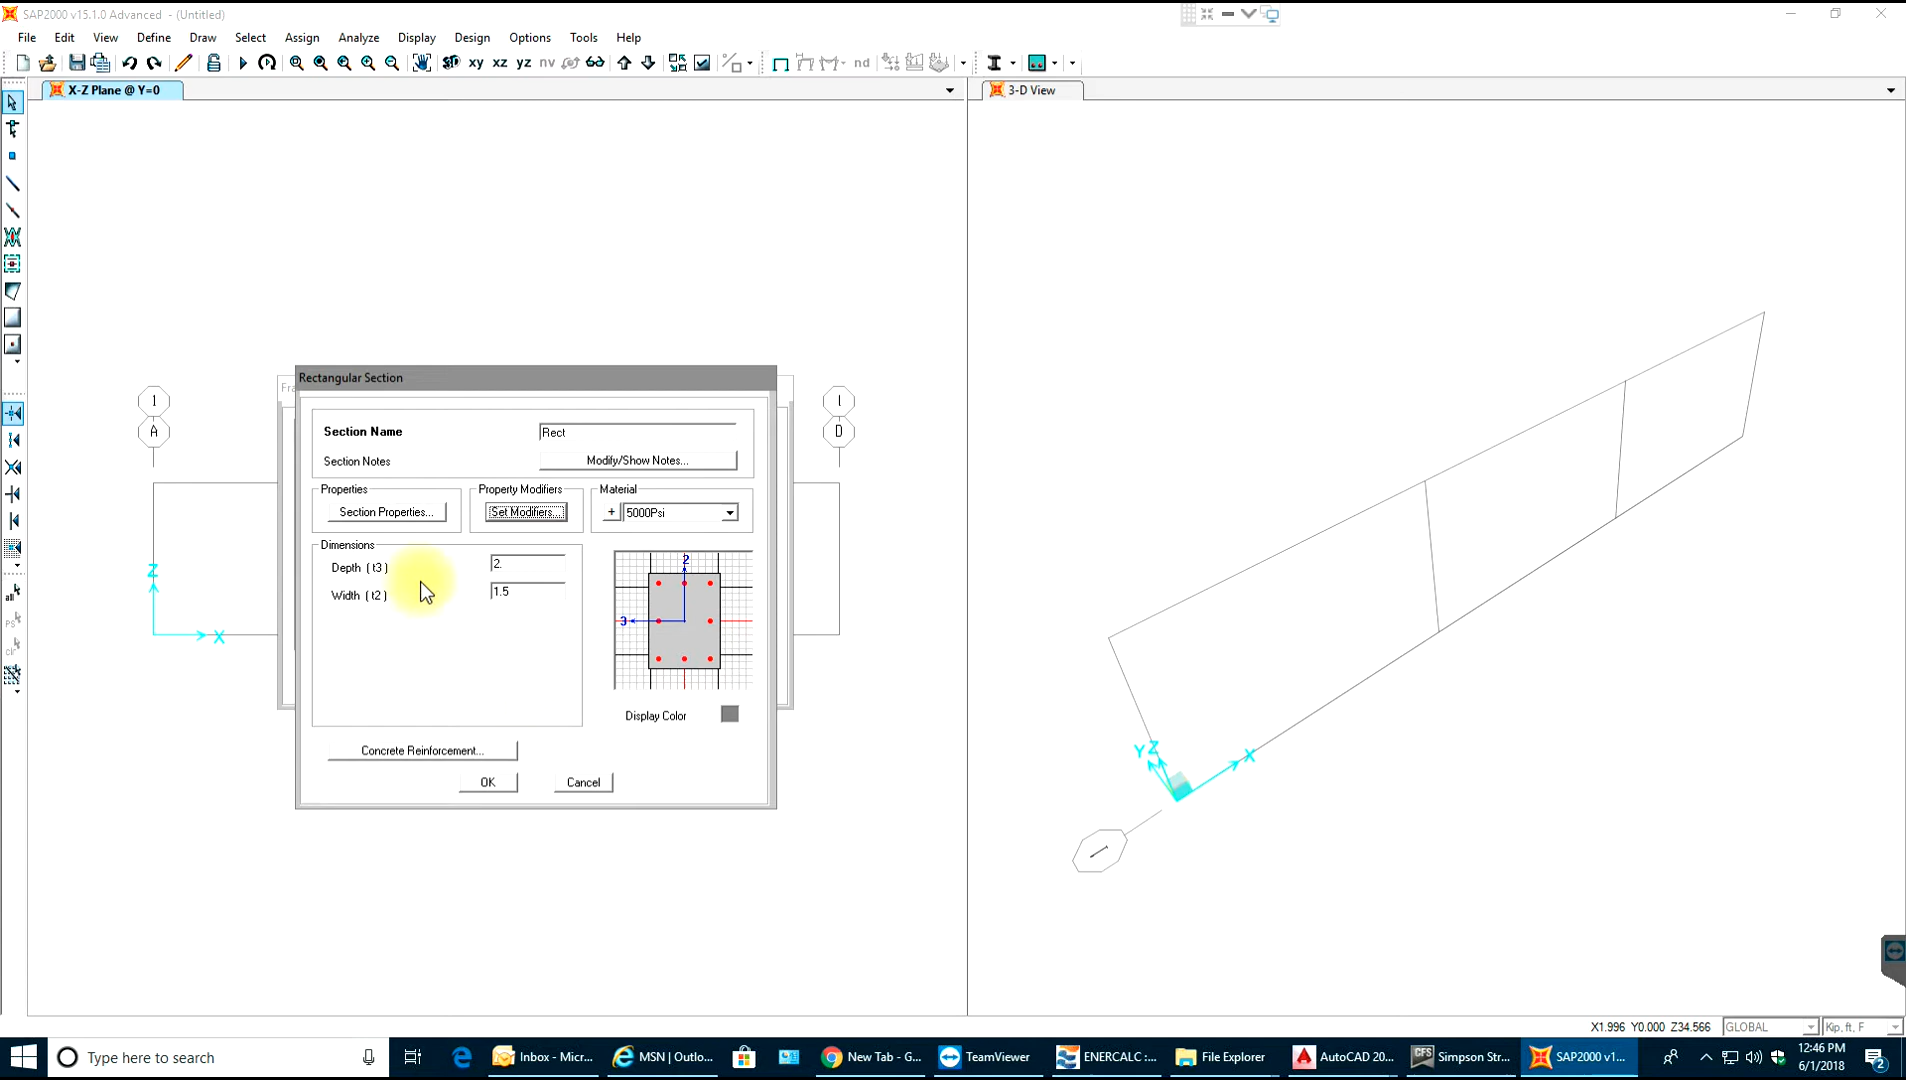 SAP2000 v15.1.0 Advanced - (Untitled)
File Edit View Define Draw Select Assign Analyze Display Design Options Tools Help
3D xy xz yz nv nd
X-Z Plane @ Y=0
3-D View
1
A
D
Z
X
Rectangular Section
Section Name
Rect
Section Notes
Modify/Show Notes...
Properties
Section Properties...
Property Modifiers
Set Modifiers...
Material
+
5000Psi
Dimensions
Depth ( t3 )
2.
Width ( t2 )
1.5
2
3
Display Color
Concrete Reinforcement...
OK
Cancel
Y Z X
all
PS
clr
X1.996 Y0.000 Z34.566
GLOBAL
Kip, ft, F
Type here to search
Inbox - Micr...
MSN | Outlo...
New Tab - G...
TeamViewer
ENERCALC :...
File Explorer
AutoCAD 20...
CFS
Simpson Str...
SAP2000 v1...
12:46 PM
6/1/2018
2